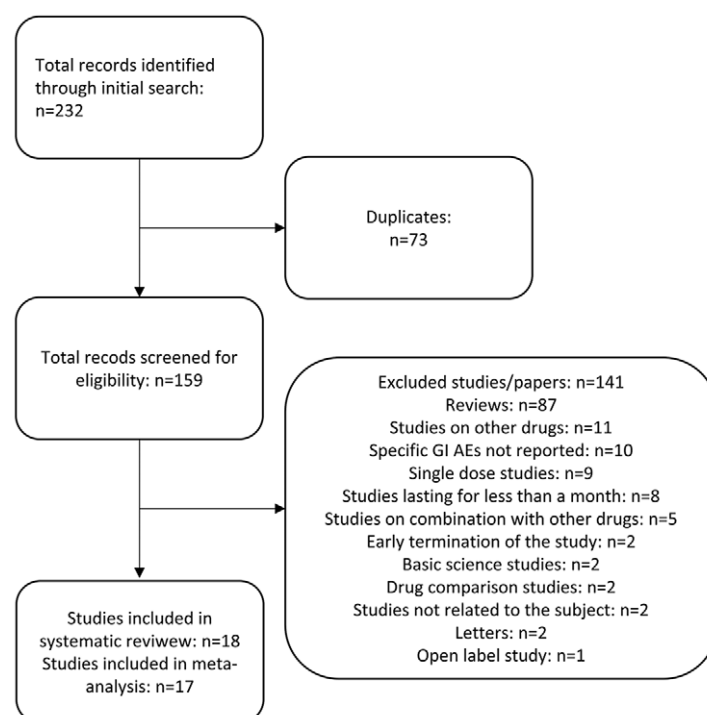 Total records identified
through initial search:
n=232
Duplicates:
n=73
Total recods screened for
eligibility: n=159
Excluded studies/papers: n=141
Reviews: n=87
Studies on other drugs: n=11
Specific GI AEs not reported: n=10
Single dose studies: n=9
Studies lasting for less than a month: n=8
Studies on combination with other drugs: n=5
Early termination of the study: n=2
Basic science studies: n=2
Drug comparison studies: n=2
Studies not related to the subject: n=2
Letters: n=2
Open label study: n=1
Studies included in
systematic reviwew: n=18
Studies included in meta-
analysis: n=17